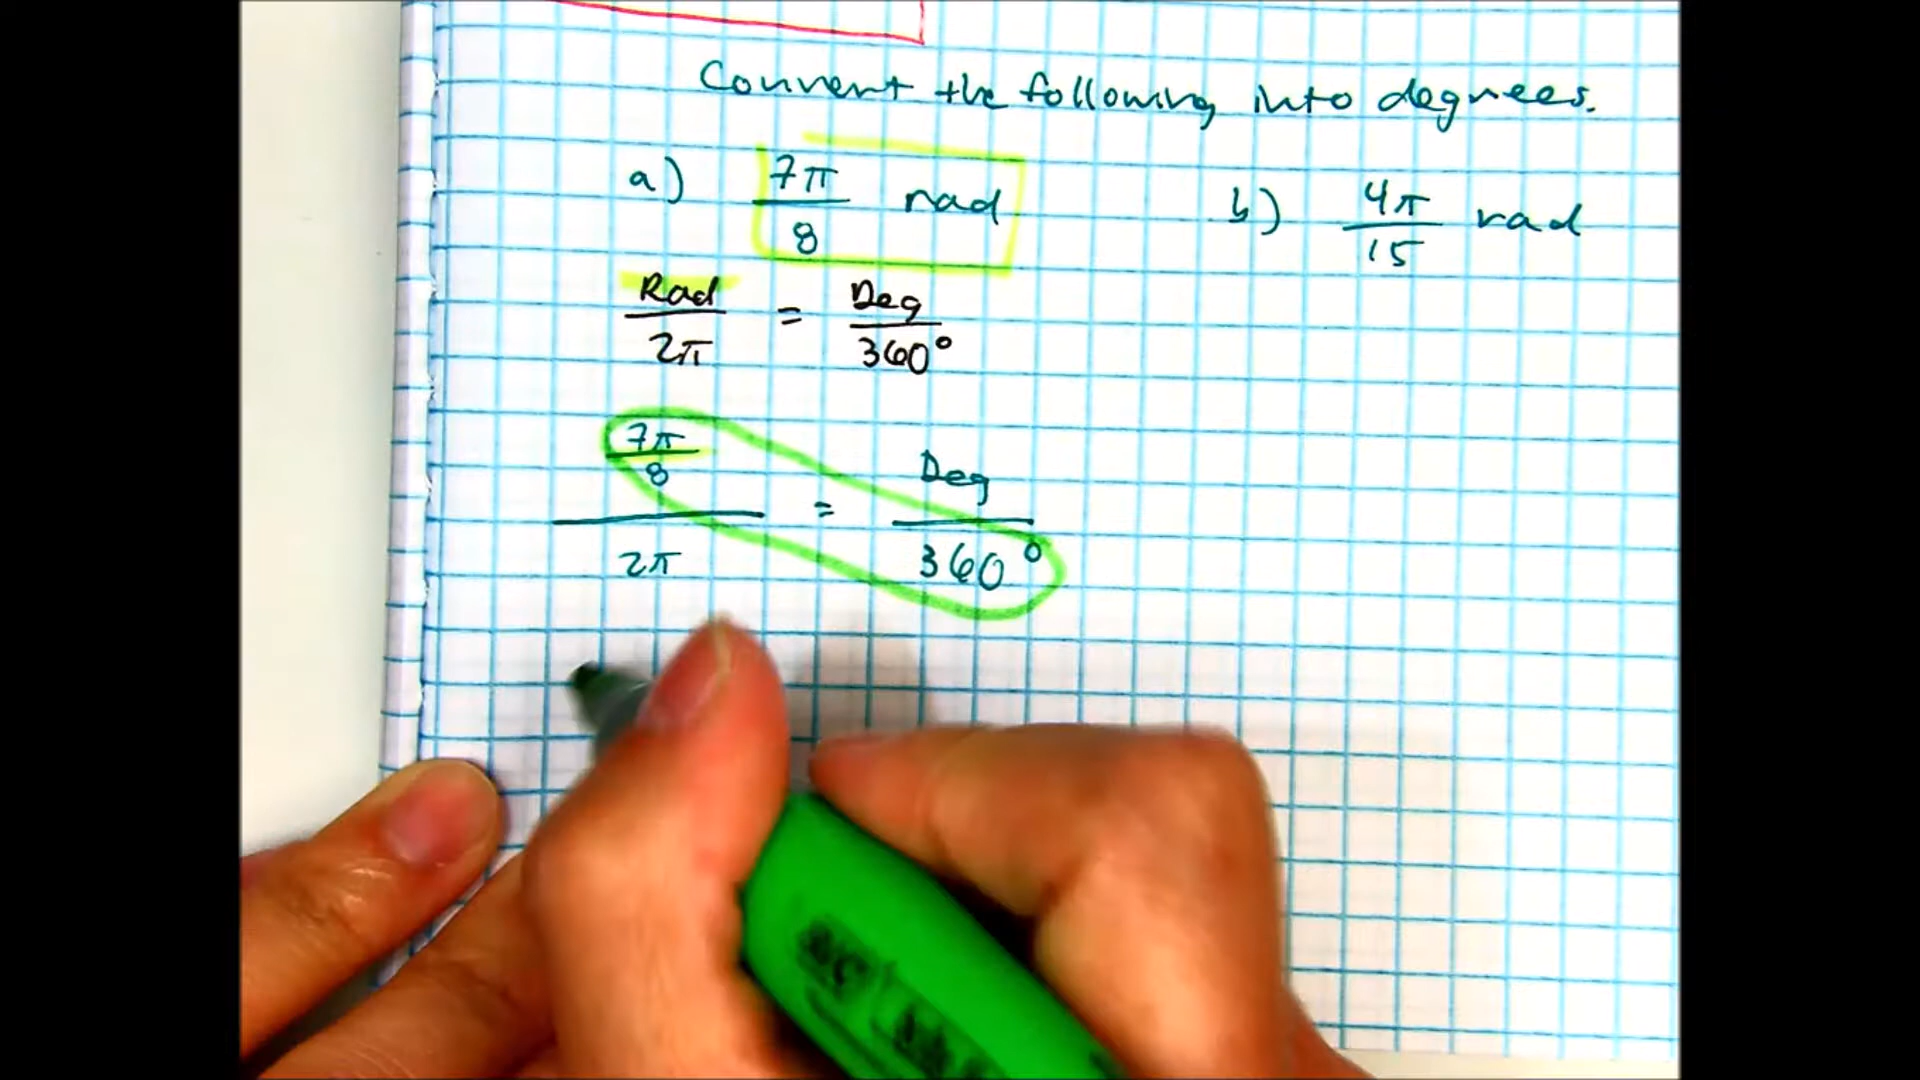 Convert the following into degrees.
a) 7π/8 rad
b) 4π/15 rad
Rad/2π = Deg/360°
7π/8/2π = Deg/360°